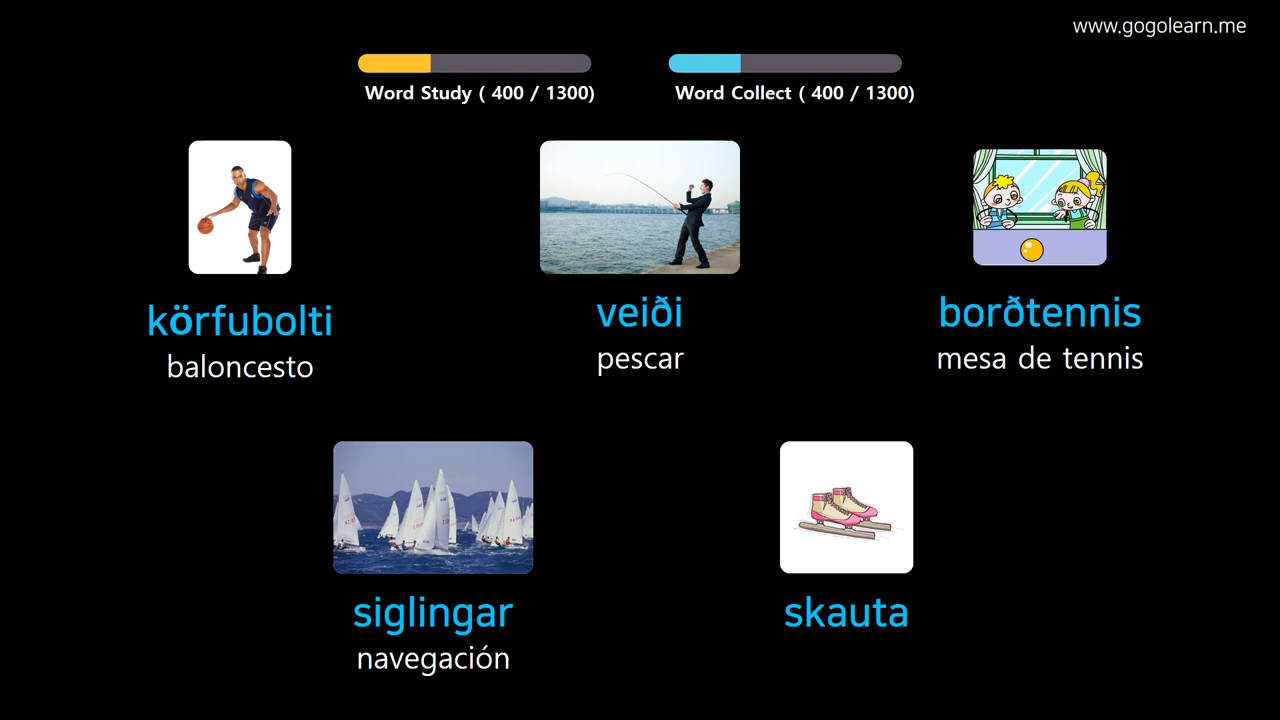 www.gogolearn.me
Word Study ( 400 / 1300)
Word Collect ( 400 / 1300)
körfubolti
baloncesto
veiði
pescar
borðtennis
mesa de tennis
siglingar
navegación
skauta